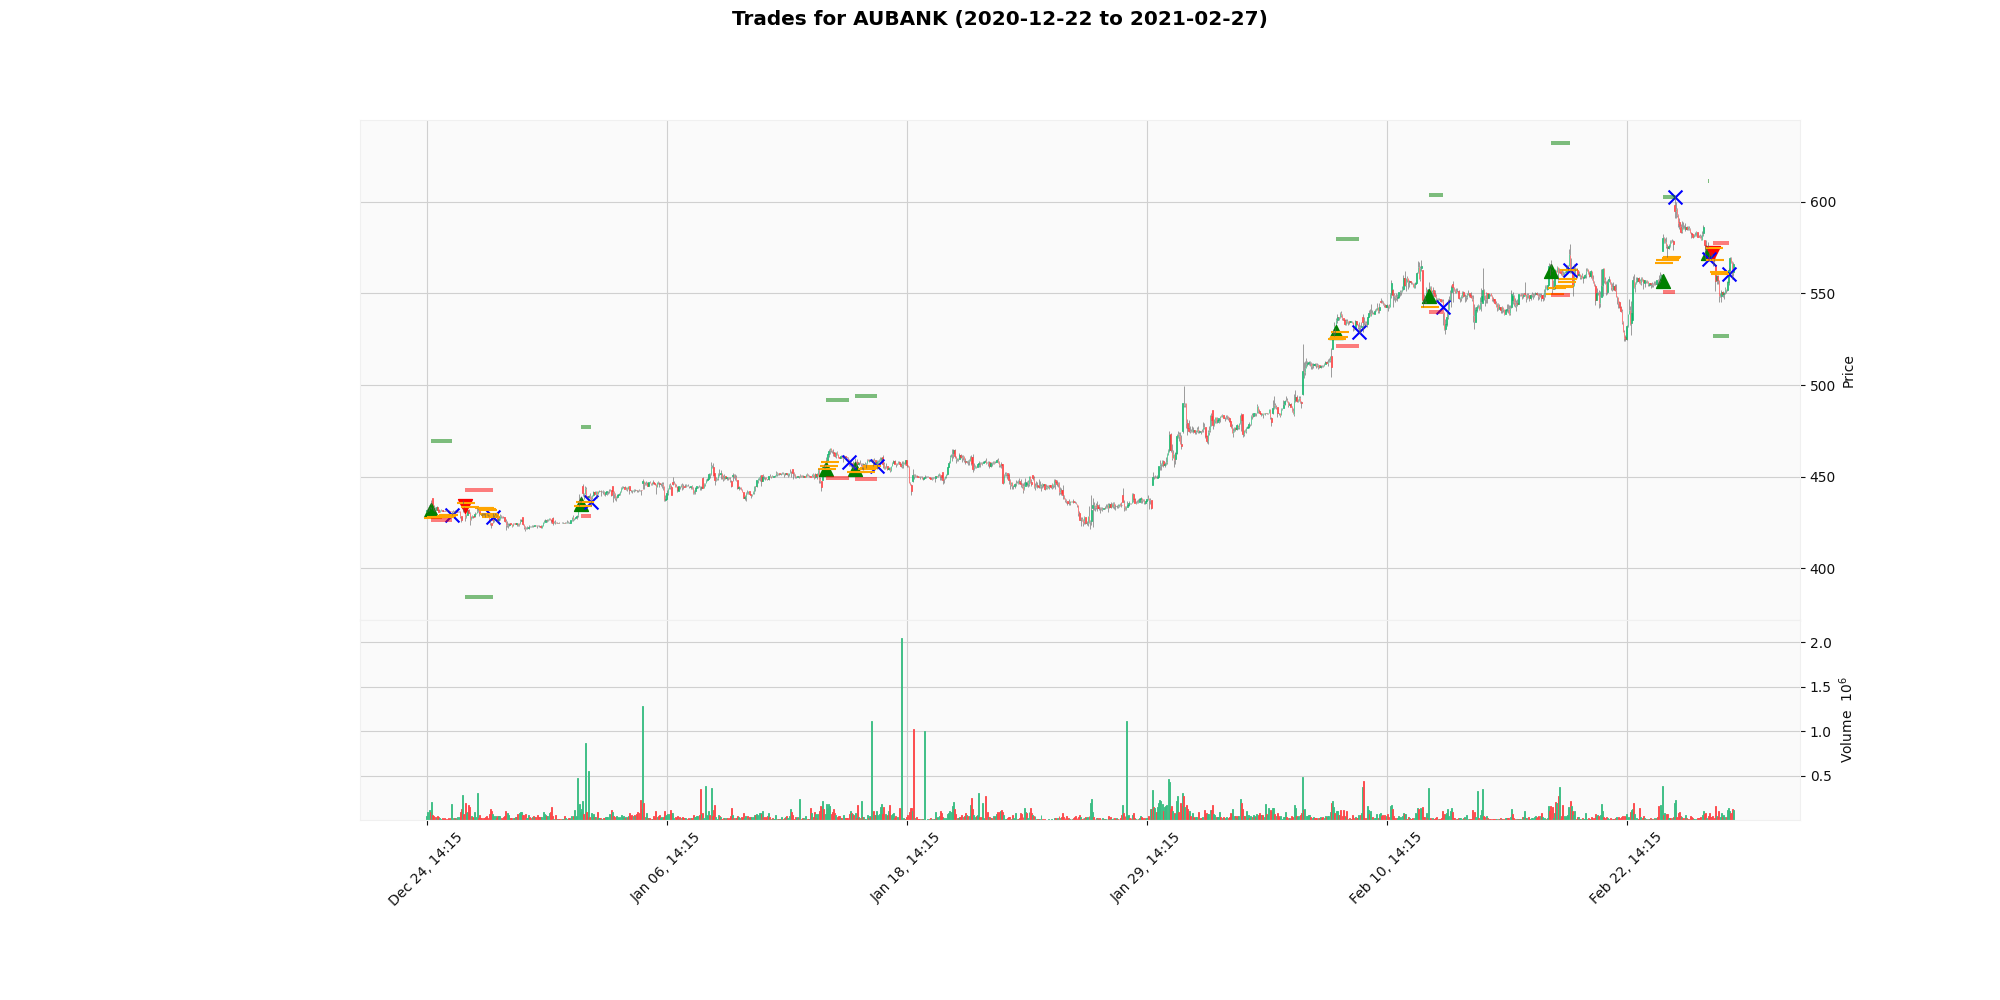 Trades for AUBANK (2020-12-22 to 2021-02-27)
600
550
500
450
400
Price
2.0
1.5
1.0
0.5
Volume 10^6
Dec 24, 14:15
Jan 06, 14:15
Jan 18, 14:15
Jan 29, 14:15
Feb 10, 14:15
Feb 22, 14:15